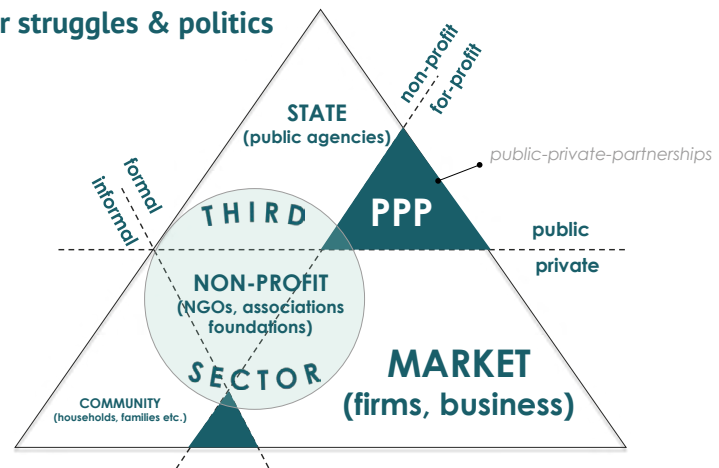 r struggles & politics
non-profit
for-profit
STATE
(public agencies)
public-private-partnerships
formal
informal
THIRD
PPP
public
private
NON-PROFIT
(NGOs, associations
foundations)
MARKET
(firms, business)
SECTOR
COMMUNITY
(households, families etc.)